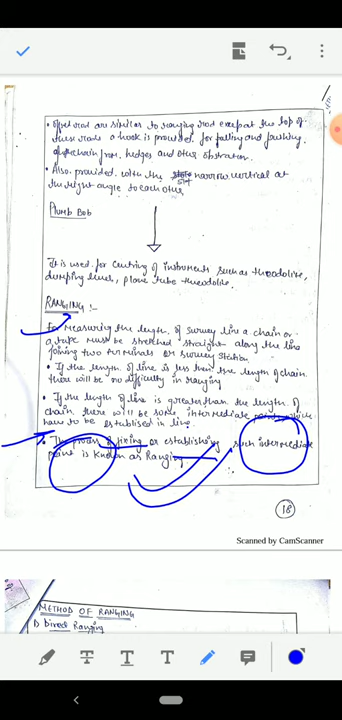 • Offset rod are similar to ranging rod except at the top of
these rods a hook is provided for pulling and pushing
of the chain from hedges and other obstration
• Also provided with the narrow vertical slit at
the right angle to each other
Plumb Bob
It is used for centring of instruments such as theodolite,
dumpling level, plane tube theodolite.
RANGING :-
For measuring the length of survey line a chain or
a tape must be stretched straight along the line
joining two terminals or survey station
• If the length of line is less then the length of chain
there will be no difficulty in ranging
• If the length of line is greater than the length of
chain there will be some intermediate points which
have to be establised in line
• The process of fixing or establishing such intermediate
point is known as Ranging
18
Scanned by CamScanner
METHOD OF RANGING
1) Direct Ranging